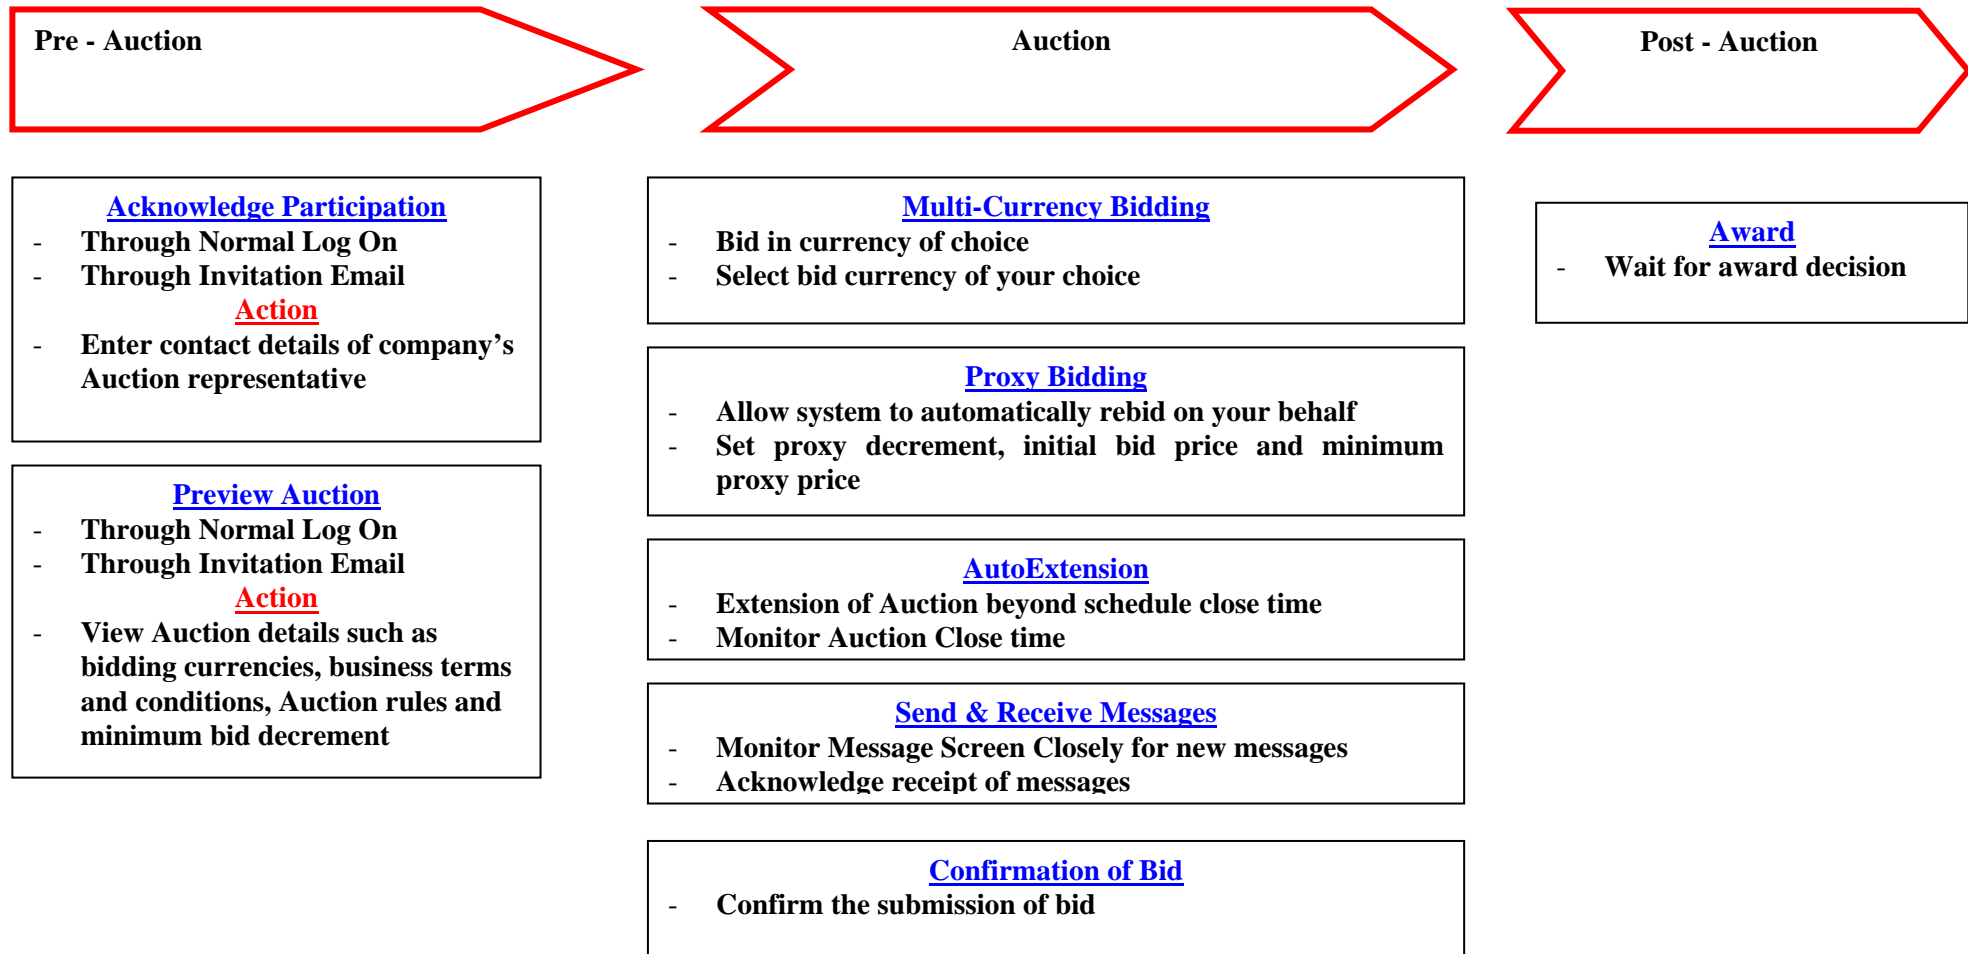 Pre - Auction
Auction
Post - Auction
Acknowledge Participation
- Through Normal Log On
- Through Invitation Email
Action
- Enter contact details of company’s
Auction representative
Preview Auction
- Through Normal Log On
- Through Invitation Email
Action
- View Auction details such as
bidding currencies, business terms
and conditions, Auction rules and
minimum bid decrement
Multi-Currency Bidding
- Bid in currency of choice
- Select bid currency of your choice
Proxy Bidding
- Allow system to automatically rebid on your behalf
- Set proxy decrement, initial bid price and minimum
proxy price
AutoExtension
- Extension of Auction beyond schedule close time
- Monitor Auction Close time
Send & Receive Messages
- Monitor Message Screen Closely for new messages
- Acknowledge receipt of messages
Confirmation of Bid
- Confirm the submission of bid
Award
- Wait for award decision